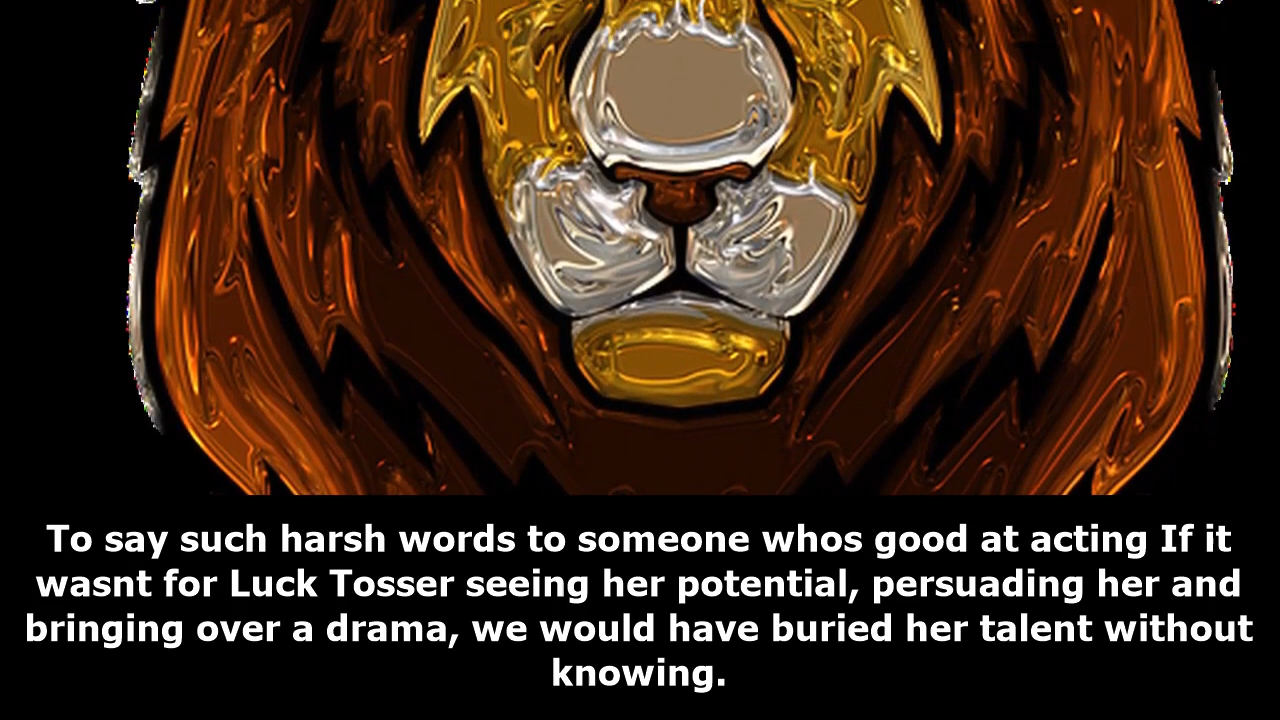 To say such harsh words to someone whos good at acting If it
wasnt for Luck Tosser seeing her potential, persuading her and
bringing over a drama, we would have buried her talent without
knowing.